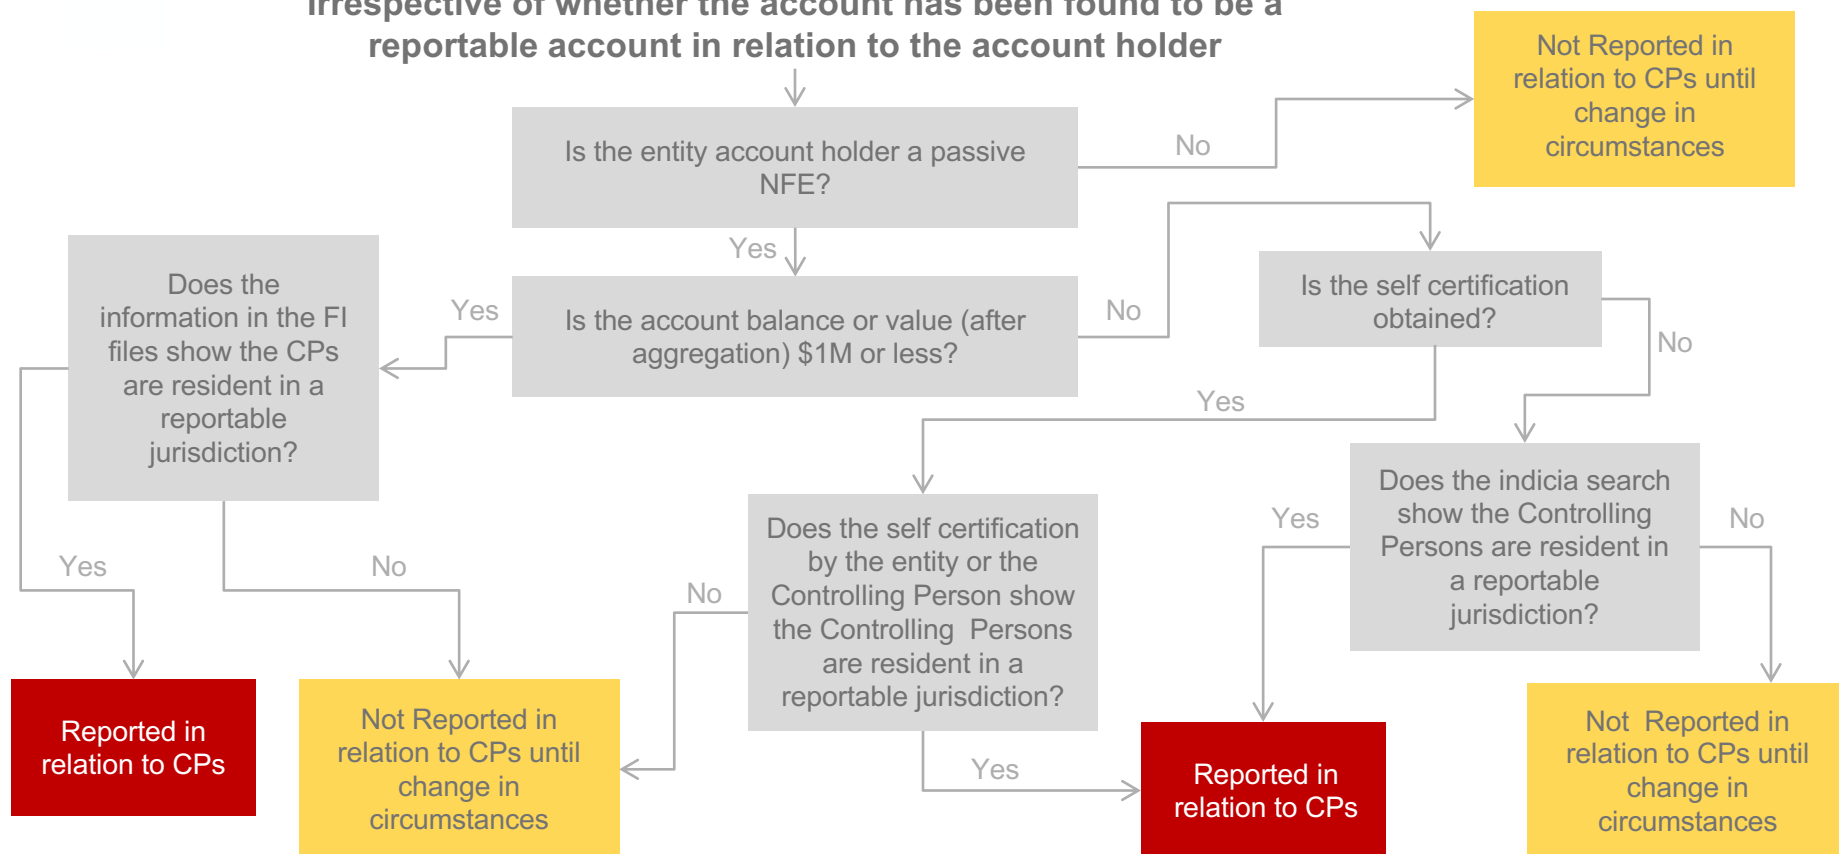 Irrespective of whether the account has been found to be a
reportable account in relation to the account holder
Not Reported in
relation to CPs until
change in
circumstances
Is the entity account holder a passive
NFE?
No
Yes
Does the
information in the FI
files show the CPs
are resident in a
reportable
jurisdiction?
Yes
Is the account balance or value (after
aggregation) $1M or less?
No
Is the self certification
obtained?
No
Yes
Does the self certification
by the entity or the
Controlling Person show
the Controlling  Persons
are resident in a
reportable jurisdiction?
Does the indicia search
show the Controlling
Persons are resident in
a reportable
jurisdiction?
Yes
No
Yes
No
No
Yes
Reported in
relation to CPs
Not Reported in
relation to CPs until
change in
circumstances
Reported in
relation to CPs
Not  Reported in
relation to CPs until
change in
circumstances